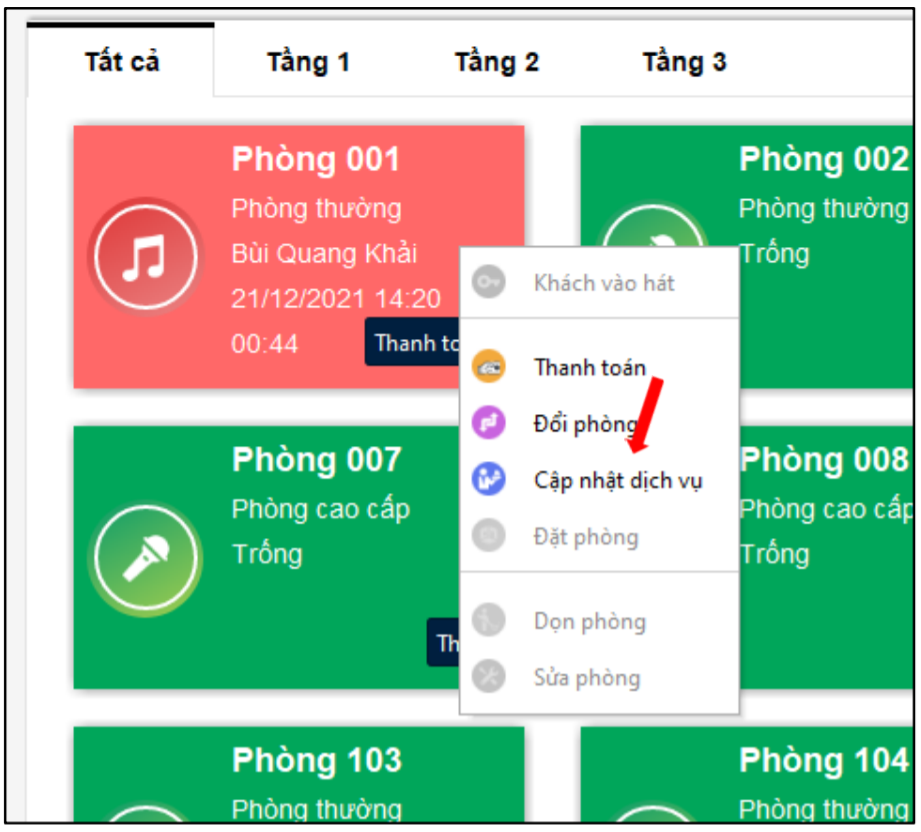 Tất cả
Tầng 1
Tầng 2
Tầng 3
Phòng 001
Phòng thường
Bùi Quang Khải
21/12/2021 14:20
00:44
Thanh to
Phòng 002
Phòng thường
Trống
Khách vào hát
Thanh toán
Đổi phòng
Cập nhật dịch vụ
Đặt phòng
Dọn phòng
Sửa phòng
Phòng 007
Phòng cao cấp
Trống
Th
Phòng 008
Phòng cao cấp
Trống
Phòng 103
Phòng thường
Phòng 104
Phòng thường